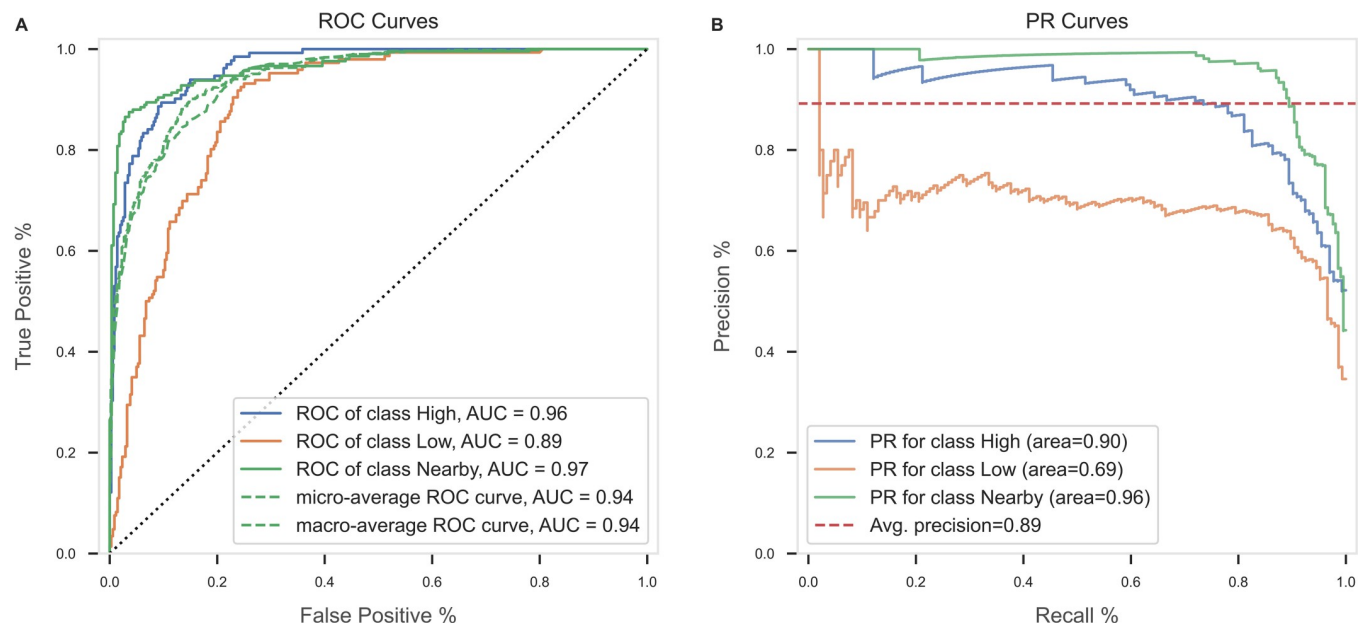 A
ROC Curves
True Positive %
1.0
0.8
0.6
0.4
0.2
0.0
ROC of class High, AUC = 0.96
ROC of class Low, AUC = 0.89
ROC of class Nearby, AUC = 0.97
micro-average ROC curve, AUC = 0.94
macro-average ROC curve, AUC = 0.94
0.0 0.2 0.4 0.6 0.8 1.0
False Positive %
B
PR Curves
Precision %
1.0
0.8
0.6
0.4
0.2
0.0
PR for class High (area=0.90)
PR for class Low (area=0.69)
PR for class Nearby (area=0.96)
Avg. precision=0.89
0.0 0.2 0.4 0.6 0.8 1.0
Recall %